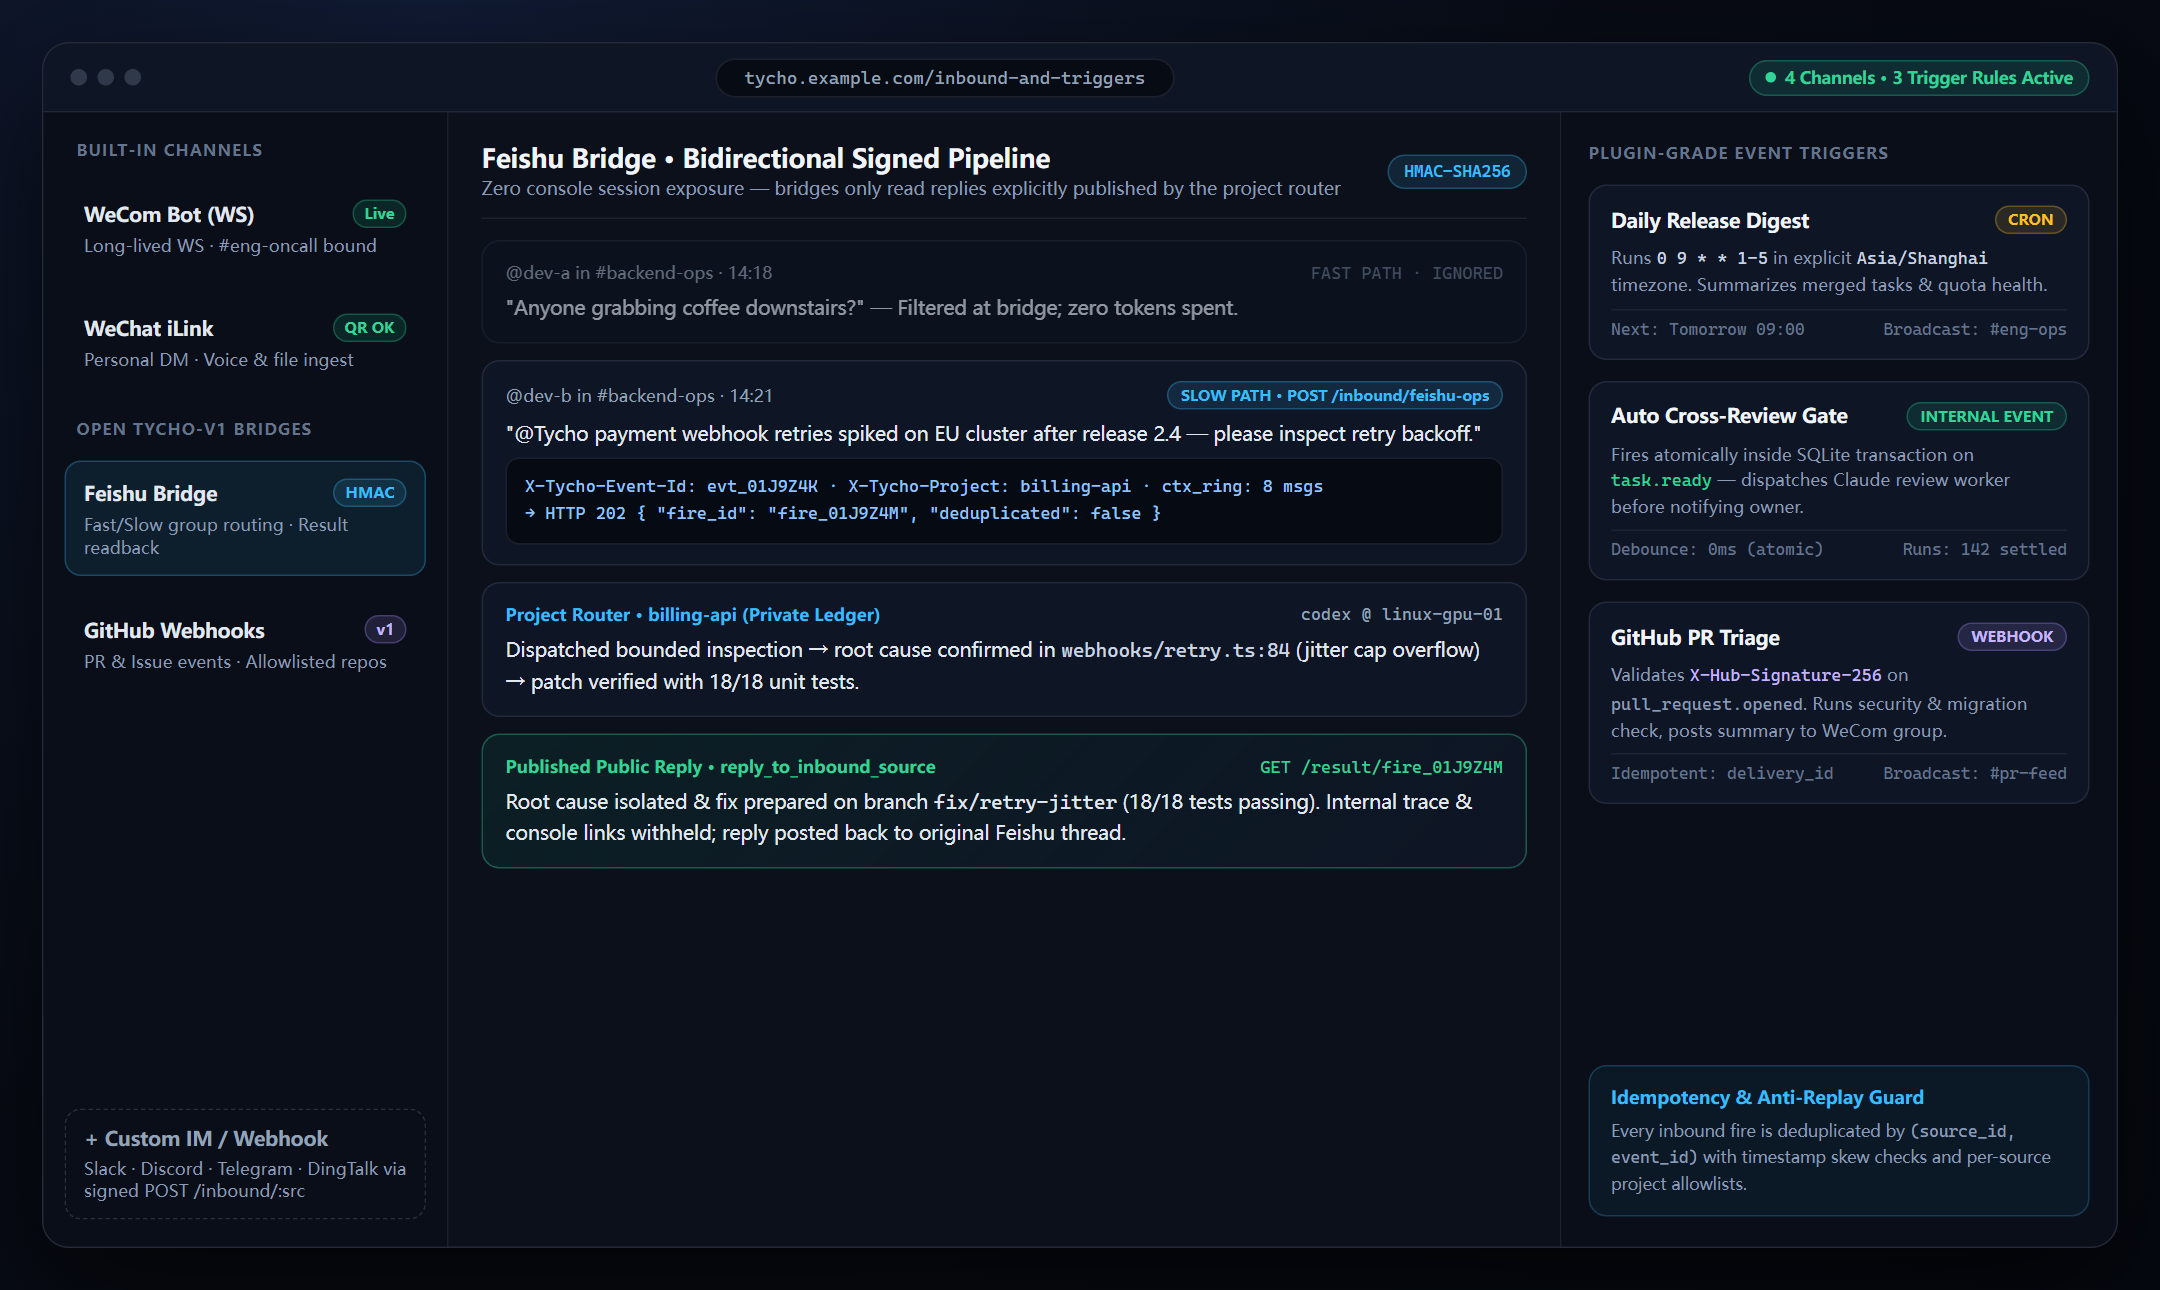 tycho.example.com/inbound-and-triggers
4 Channels • 3 Trigger Rules Active
BUILT-IN CHANNELS
WeCom Bot (WS)
Live
Long-lived WS · #eng-oncall bound
WeChat iLink
QR OK
Personal DM · Voice & file ingest
OPEN TYCHO-V1 BRIDGES
Feishu Bridge
HMAC
Fast/Slow group routing · Result
readback
GitHub Webhooks
v1
PR & Issue events · Allowlisted repos
+ Custom IM / Webhook
Slack · Discord · Telegram · DingTalk via
signed POST /inbound/:src
Feishu Bridge • Bidirectional Signed Pipeline
Zero console session exposure — bridges only read replies explicitly published by the project router
HMAC-SHA256
@dev-a in #backend-ops · 14:18
FAST PATH · IGNORED
"Anyone grabbing coffee downstairs?" — Filtered at bridge; zero tokens spent.
@dev-b in #backend-ops · 14:21
SLOW PATH • POST /inbound/feishu-ops
"@Tycho payment webhook retries spiked on EU cluster after release 2.4 — please inspect retry backoff."
X-Tycho-Event-Id: evt_01J9Z4K · X-Tycho-Project: billing-api · ctx_ring: 8 msgs
→ HTTP 202 { "fire_id": "fire_01J9Z4M", "deduplicated": false }
Project Router • billing-api (Private Ledger)
codex @ linux-gpu-01
Dispatched bounded inspection → root cause confirmed in webhooks/retry.ts:84 (jitter cap overflow)
→ patch verified with 18/18 unit tests.
Published Public Reply • reply_to_inbound_source
GET /result/fire_01J9Z4M
Root cause isolated & fix prepared on branch fix/retry-jitter (18/18 tests passing). Internal trace &
console links withheld; reply posted back to original Feishu thread.
PLUGIN-GRADE EVENT TRIGGERS
Daily Release Digest
CRON
Runs 0 9 * * 1-5 in explicit Asia/Shanghai
timezone. Summarizes merged tasks & quota health.
Next: Tomorrow 09:00
Broadcast: #eng-ops
Auto Cross-Review Gate
INTERNAL EVENT
Fires atomically inside SQLite transaction on
task.ready — dispatches Claude review worker
before notifying owner.
Debounce: 0ms (atomic)
Runs: 142 settled
GitHub PR Triage
WEBHOOK
Validates X-Hub-Signature-256 on
pull_request.opened. Runs security & migration
check, posts summary to WeCom group.
Idempotent: delivery_id
Broadcast: #pr-feed
Idempotency & Anti-Replay Guard
Every inbound fire is deduplicated by (source_id,
event_id) with timestamp skew checks and per-source
project allowlists.